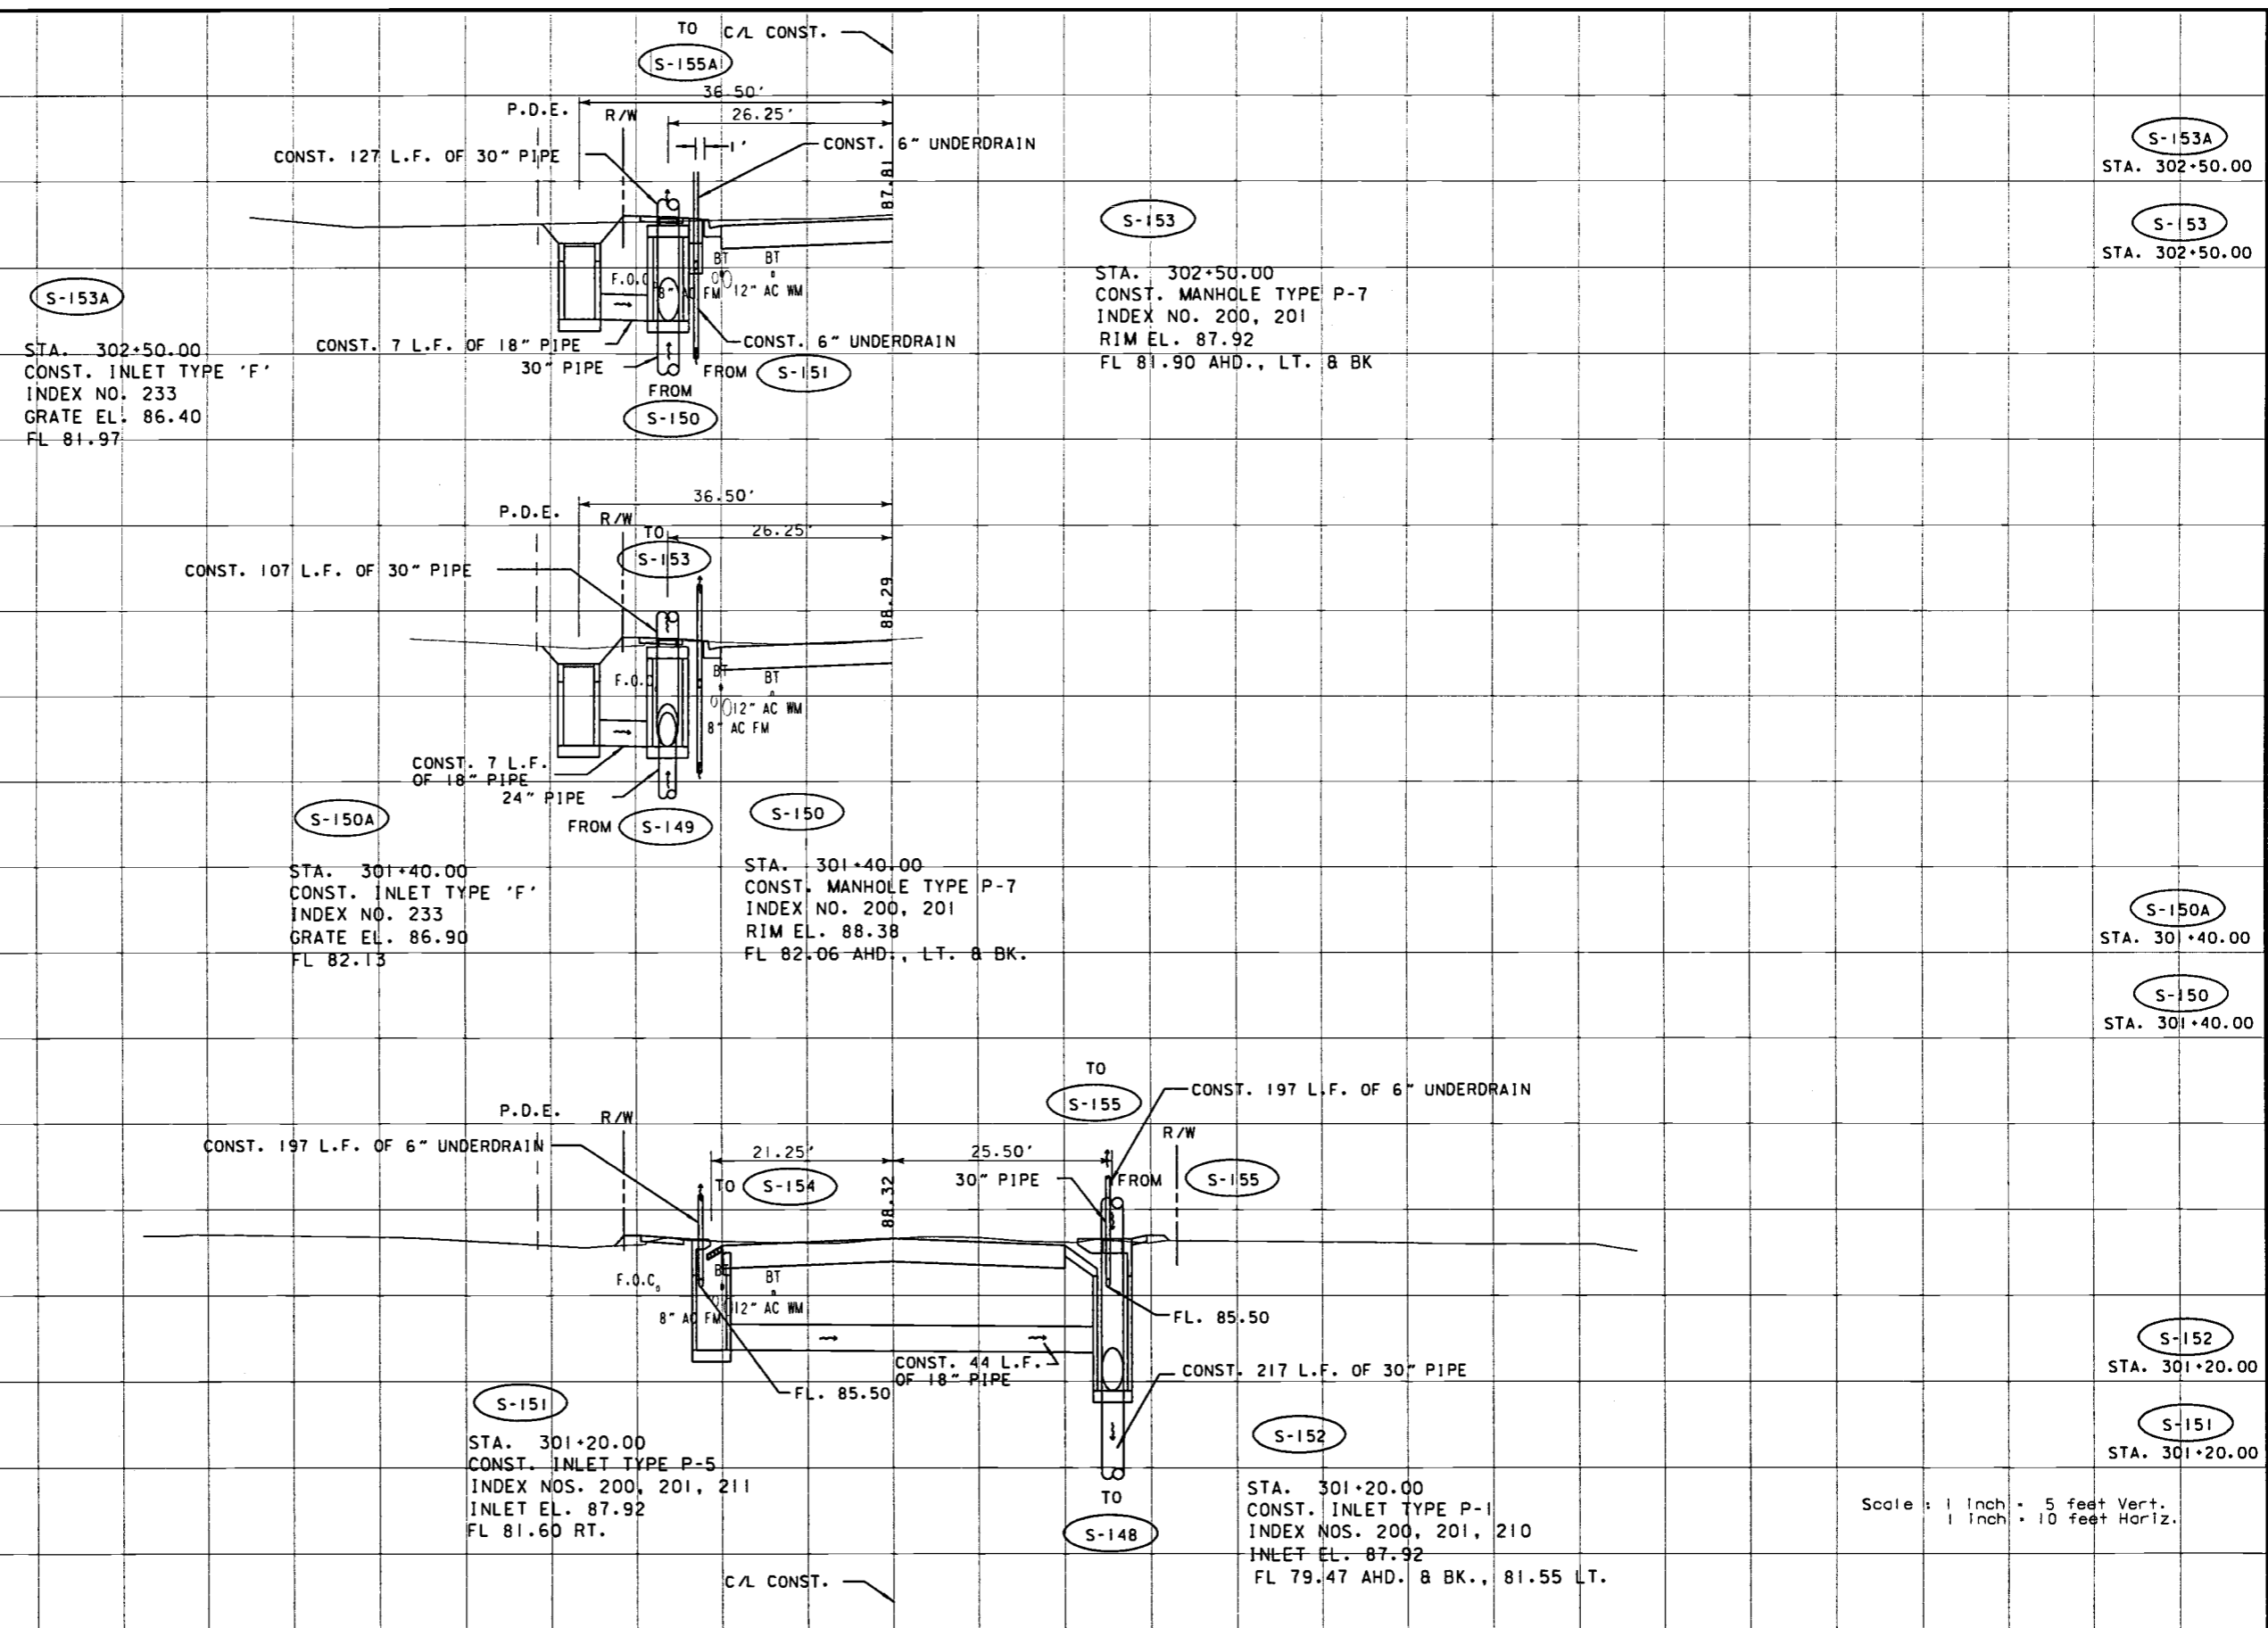 TO C/L CONST.
S-155A
36.50'
P.D.E. R/W 26.25'
CONST. 127 L.F. OF 30" PIPE
1'
CONST. 6" UNDERDRAIN
87.81
BT BT
F.O.C
8" AC FM 12" AC WM
CONST. 7 L.F. OF 18" PIPE
CONST. 6" UNDERDRAIN
30" PIPE
FROM S-151
FROM
S-150
S-153A
STA. 302+50.00
CONST. INLET TYPE 'F'
INDEX NO. 233
GRATE EL. 86.40
FL 81.97
S-153
STA. 302+50.00
CONST. MANHOLE TYPE P-7
INDEX NO. 200, 201
RIM EL. 87.92
FL 81.90 AHD., LT. & BK
S-153A
STA. 302+50.00
S-153
STA. 302+50.00
36.50'
P.D.E. R/W
TO 26.25'
S-153
CONST. 107 L.F. OF 30" PIPE
88.29
F.O.C
BT BT
12" AC WM
8" AC FM
CONST. 7 L.F.
OF 18" PIPE
24" PIPE
FROM S-149
S-150A
STA. 301+40.00
CONST. INLET TYPE 'F'
INDEX NO. 233
GRATE EL. 86.90
FL 82.13
S-150
STA. 301+40.00
CONST. MANHOLE TYPE P-7
INDEX NO. 200, 201
RIM EL. 88.38
FL 82.06 AHD., LT. & BK.
S-150A
STA. 301+40.00
S-150
STA. 301+40.00
TO
S-155
CONST. 197 L.F. OF 6" UNDERDRAIN
P.D.E. R/W
R/W
CONST. 197 L.F. OF 6" UNDERDRAIN
21.25' 25.50'
TO S-154
88.32
30" PIPE
FROM S-155
F.O.C.
BT BT
8" AC FM 12" AC WM
FL. 85.50
CONST. 44 L.F.
OF 18" PIPE
FL. 85.50
CONST. 217 L.F. OF 30" PIPE
S-151
STA. 301+20.00
CONST. INLET TYPE P-5
INDEX NOS. 200, 201, 211
INLET EL. 87.92
FL 81.60 RT.
TO
S-148
S-152
STA. 301+20.00
CONST. INLET TYPE P-1
INDEX NOS. 200, 201, 210
INLET EL. 87.92
FL 79.47 AHD. & BK., 81.55 LT.
C/L CONST.
S-152
STA. 301+20.00
S-151
STA. 301+20.00
Scale : 1 Inch = 5 feet Vert.
1 Inch = 10 feet Horiz.